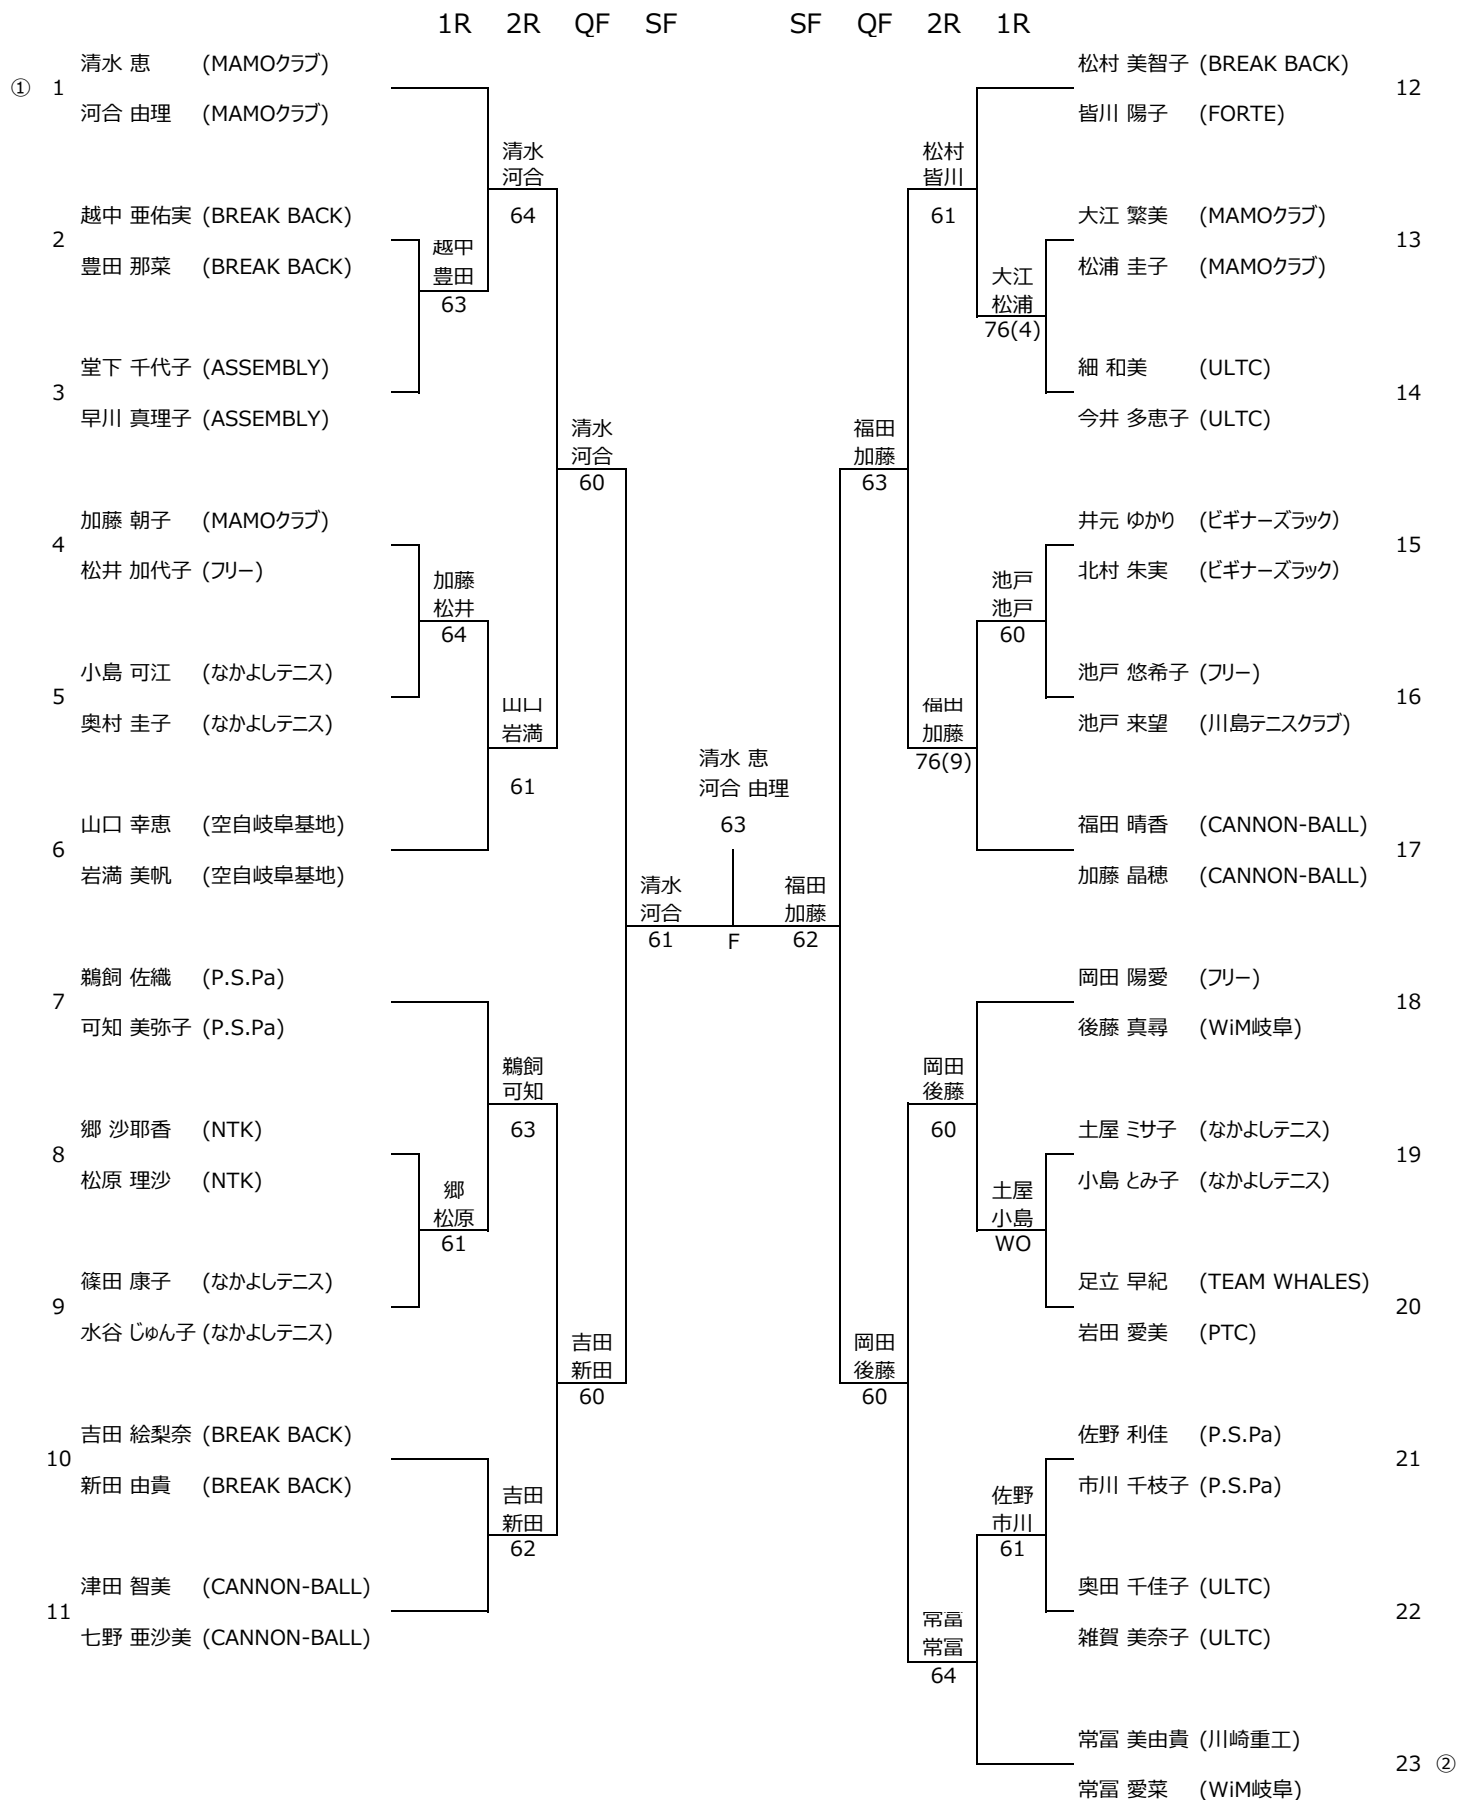 1R 2R QF SF SF QF 2R 1R
清水 恵 (MAMOクラブ)
① 1
河合 由理 (MAMOクラブ)
清水
河合
64
越中 亜佑実 (BREAK BACK)
2
豊田 那菜 (BREAK BACK)
越中
豊田
63
堂下 千代子 (ASSEMBLY)
3
早川 真理子 (ASSEMBLY)
清水
河合
60
加藤 朝子 (MAMOクラブ)
4
松井 加代子 (フリー)
加藤
松井
64
小島 可江 (なかよしテニス)
5
奥村 圭子 (なかよしテニス)
山口
岩満
61
山口 幸恵 (空自岐阜基地)
6
岩満 美帆 (空自岐阜基地)
清水
河合
61
鵜飼 佐織 (P.S.Pa)
7
可知 美弥子 (P.S.Pa)
鵜飼
可知
63
郷 沙耶香 (NTK)
8
松原 理沙 (NTK)
郷
松原
61
篠田 康子 (なかよしテニス)
9
水谷 じゅん子 (なかよしテニス)
吉田
新田
60
吉田 絵梨奈 (BREAK BACK)
10
新田 由貴 (BREAK BACK)
吉田
新田
62
津田 智美 (CANNON-BALL)
11
七野 亜沙美 (CANNON-BALL)
清水 恵
河合 由理
63
F
松村 美智子 (BREAK BACK)
12
皆川 陽子 (FORTE)
松村
皆川
61
大江 繁美 (MAMOクラブ)
13
松浦 圭子 (MAMOクラブ)
大江
松浦
76(4)
細 和美 (ULTC)
14
今井 多恵子 (ULTC)
福田
加藤
63
井元 ゆかり (ビギナーズラック)
15
北村 朱実 (ビギナーズラック)
池戸
池戸
60
池戸 悠希子 (フリー)
16
池戸 来望 (川島テニスクラブ)
福田
加藤
76(9)
福田 晴香 (CANNON-BALL)
17
加藤 晶穂 (CANNON-BALL)
福田
加藤
62
岡田 陽愛 (フリー)
18
後藤 真尋 (WiM岐阜)
岡田
後藤
60
土屋 ミサ子 (なかよしテニス)
19
小島 とみ子 (なかよしテニス)
土屋
小島
WO
足立 早紀 (TEAM WHALES)
20
岩田 愛美 (PTC)
岡田
後藤
60
佐野 利佳 (P.S.Pa)
21
市川 千枝子 (P.S.Pa)
佐野
市川
61
奥田 千佳子 (ULTC)
22
雑賀 美奈子 (ULTC)
常冨
常冨
64
常冨 美由貴 (川崎重工)
23 ②
常冨 愛菜 (WiM岐阜)